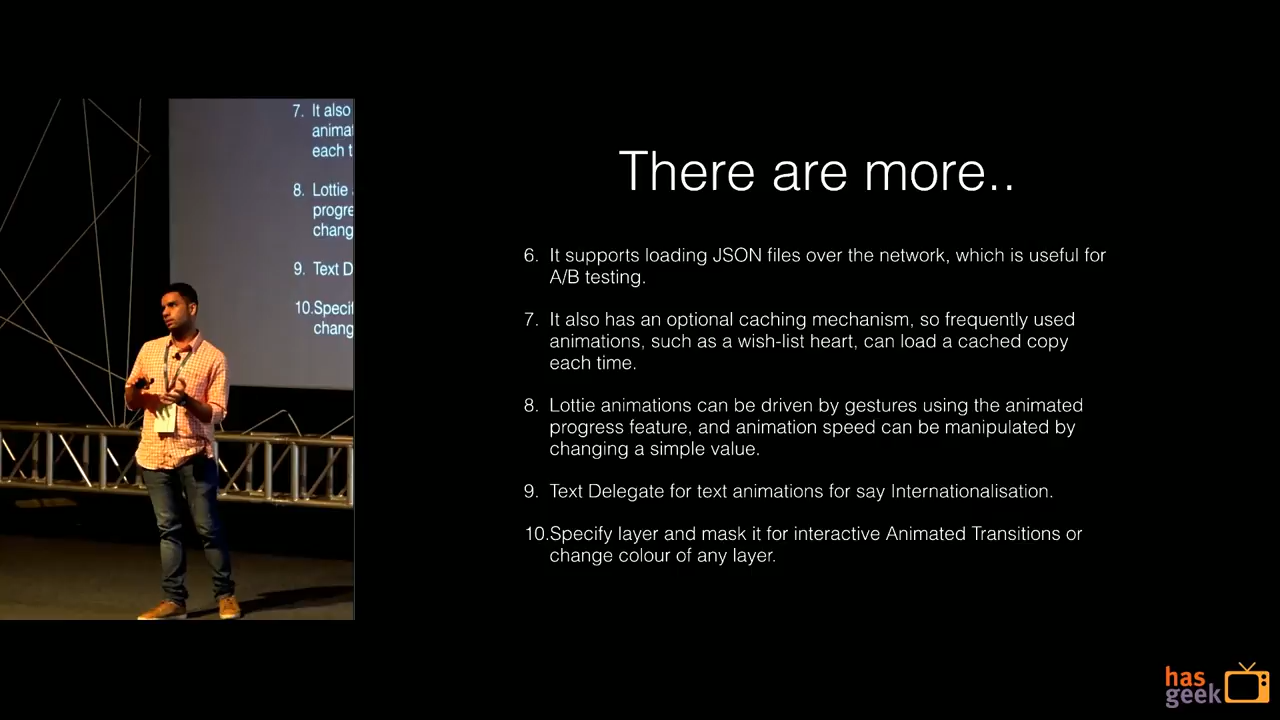 7. It also
animat
each t
8. Lottie
progre
chang
9. Text D
10.Specif
chang
There are more..
6. It supports loading JSON files over the network, which is useful for
A/B testing.
7. It also has an optional caching mechanism, so frequently used
animations, such as a wish-list heart, can load a cached copy
each time.
8. Lottie animations can be driven by gestures using the animated
progress feature, and animation speed can be manipulated by
changing a simple value.
9. Text Delegate for text animations for say Internationalisation.
10.Specify layer and mask it for interactive Animated Transitions or
change colour of any layer.
has
geek